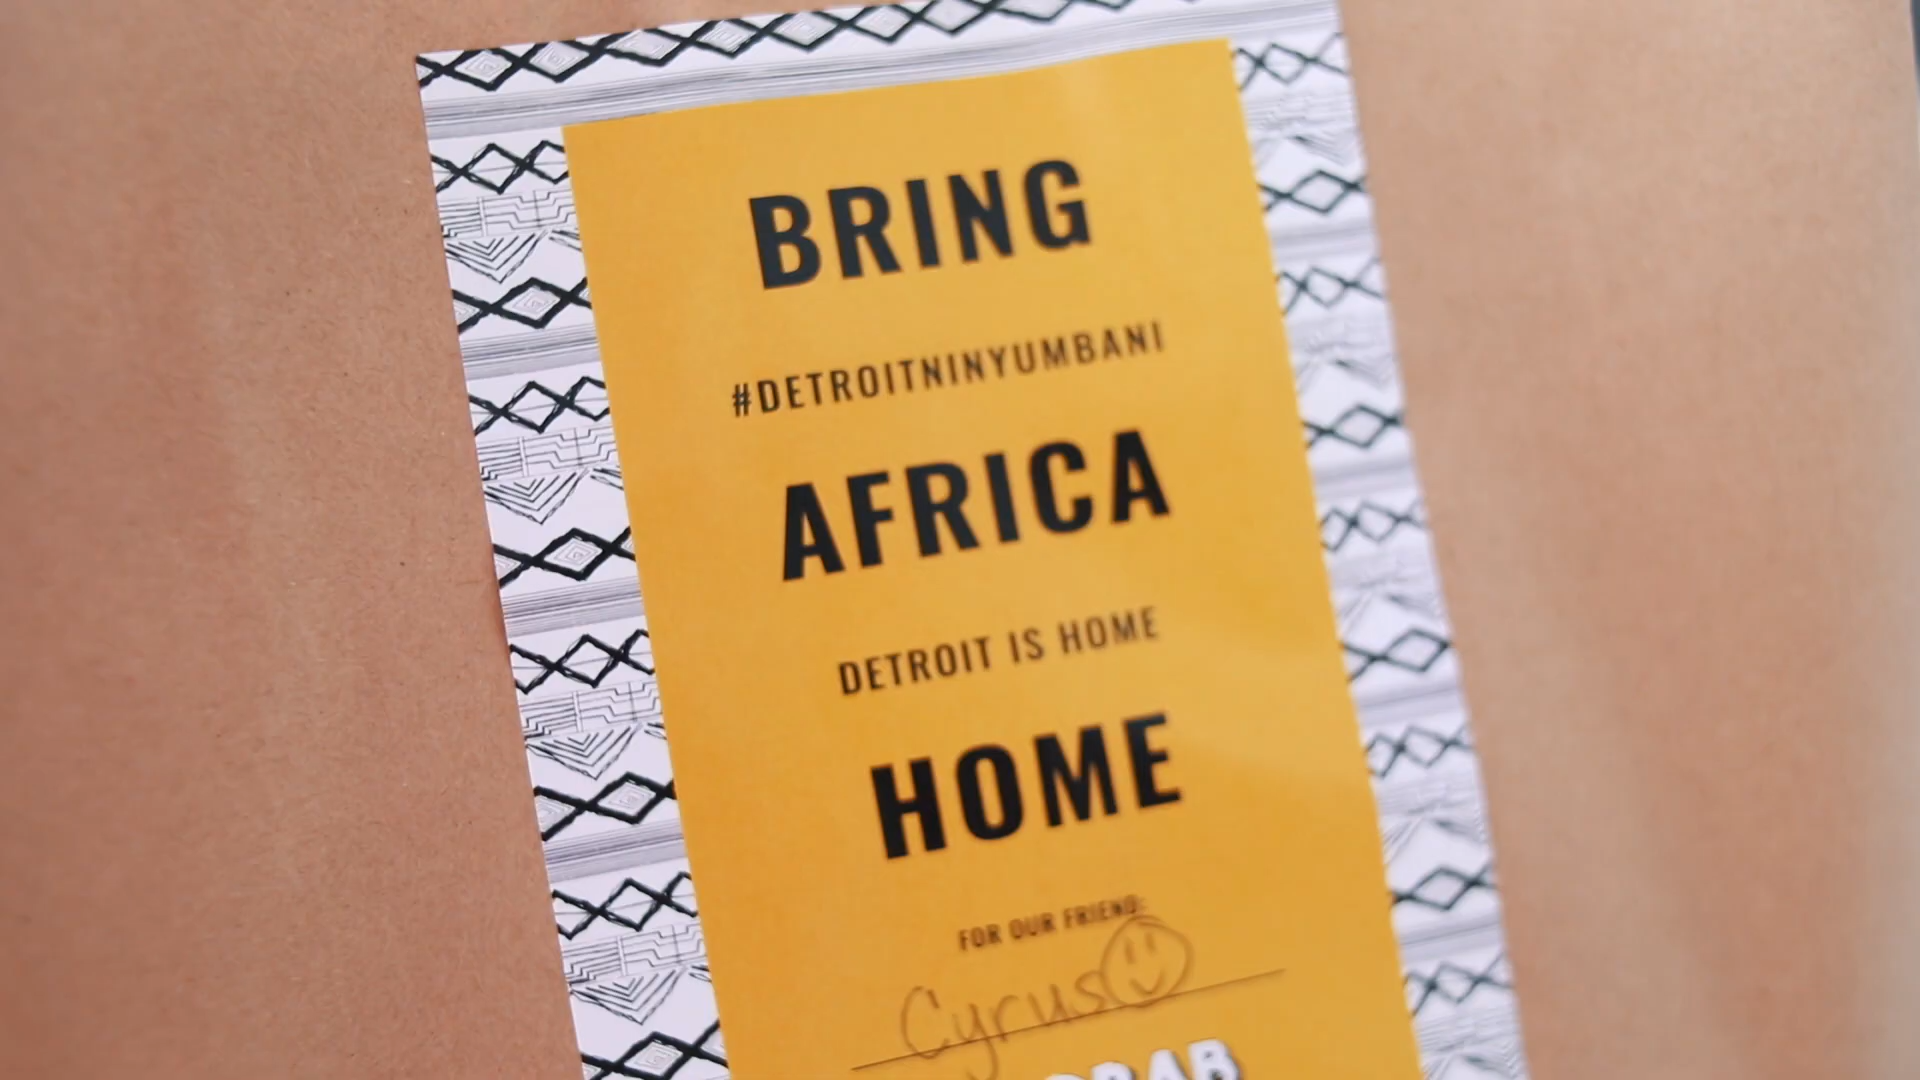 BRING
#DETROITNINYUMBANI
AFRICA
DETROIT IS HOME
HOME
FOR OUR FRIEND:
Cyrus